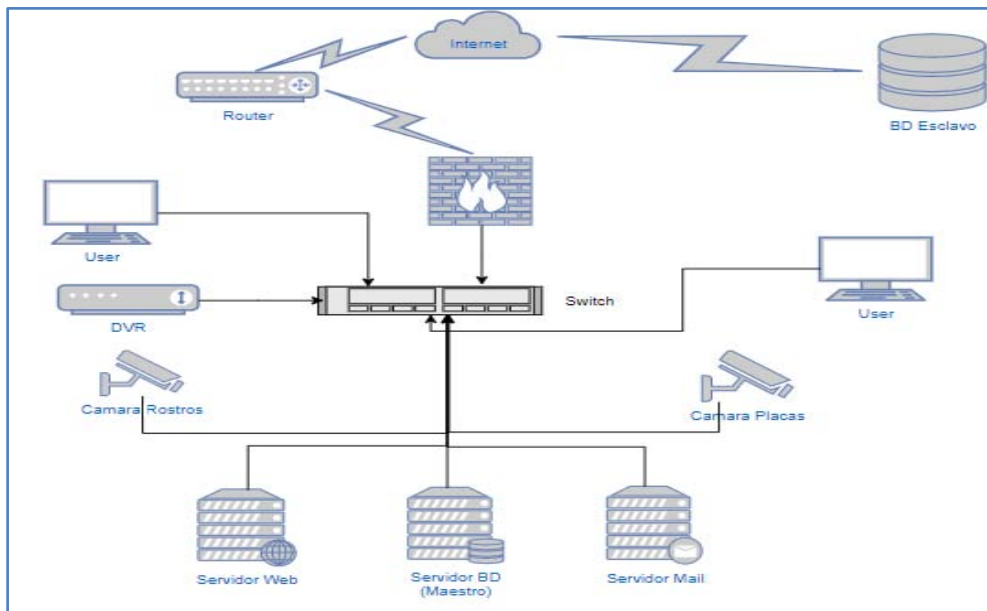 Internet
Router
BD Esclavo
User
Switch
DVR
User
Camara Rostros
Camara Placas
Servidor Web
Servidor BD
(Maestro)
Servidor Mail